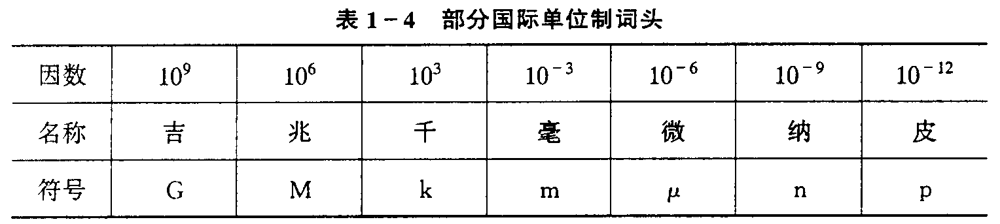 表 1-4 部分国际单位制词头
因数 10⁹ 10⁶ 10³ 10⁻³ 10⁻⁶ 10⁻⁹ 10⁻¹²
名称 吉 兆 千 毫 微 纳 皮
符号 G M k m μ n p